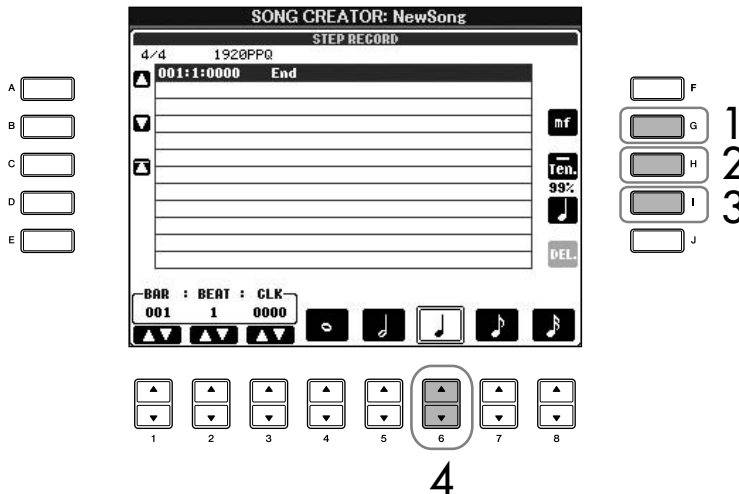 SONG CREATOR: NewSong
STEP RECORD
4/4 1920PPQ
001:1:0000 End
A
B
C
D
E
F
G 1
H 2
I 3
J
mf
Ten.
99%
DEL.
BAR : BEAT : CLK
001 1 0000
1 2 3 4 5 6 7 8
4